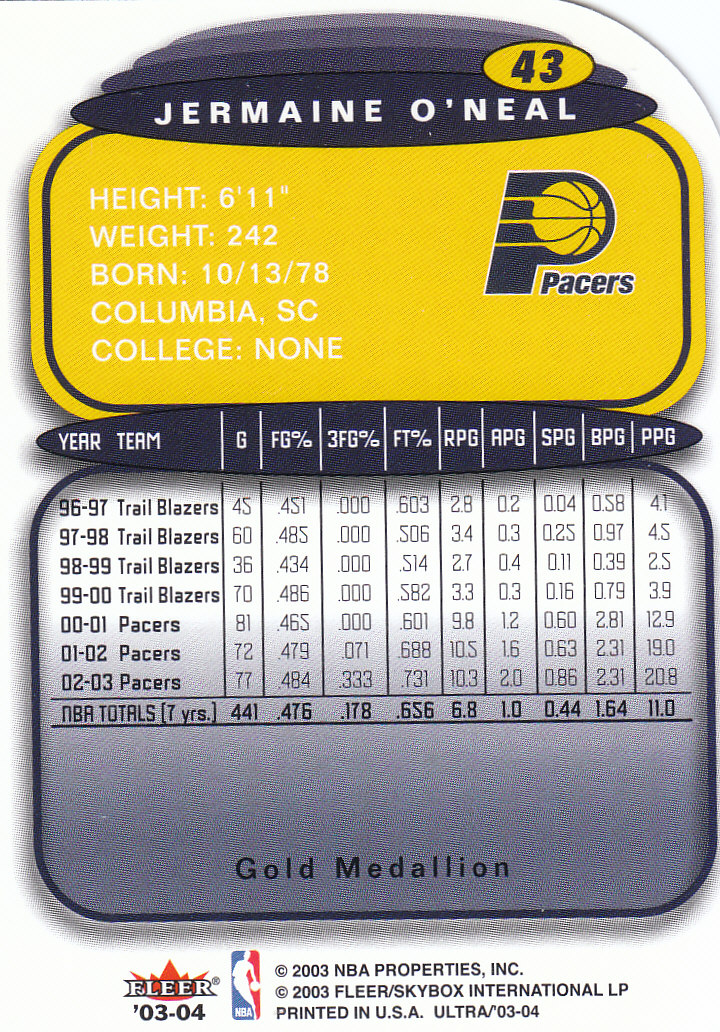 43
JERMAINE O'NEAL
HEIGHT: 6'11"
WEIGHT: 242
BORN: 10/13/78
COLUMBIA, SC
COLLEGE: NONE
Pacers
YEAR TEAM G FG% 3FG% FT% RPG APG SPG BPG PPG
96-97 Trail Blazers 45 .451 .000 .603 2.8 0.2 0.04 0.58 4.1
97-98 Trail Blazers 60 .485 .000 .506 3.4 0.3 0.25 0.97 4.5
98-99 Trail Blazers 36 .434 .000 .514 2.7 0.4 0.11 0.39 2.5
99-00 Trail Blazers 70 .486 .000 .582 3.3 0.3 0.16 0.79 3.9
00-01 Pacers 81 .465 .000 .601 9.8 1.2 0.60 2.81 12.9
01-02 Pacers 72 .479 .071 .688 10.5 1.6 0.63 2.31 19.0
02-03 Pacers 77 .484 .333 .731 10.3 2.0 0.86 2.31 20.8
NBA TOTALS (7 yrs.) 441 .476 .178 .656 6.8 1.0 0.44 1.64 11.0
Gold Medallion
FLEER®
'03-04
NBA
© 2003 NBA PROPERTIES, INC.
© 2003 FLEER/SKYBOX INTERNATIONAL LP
PRINTED IN U.S.A. ULTRA/'03-04